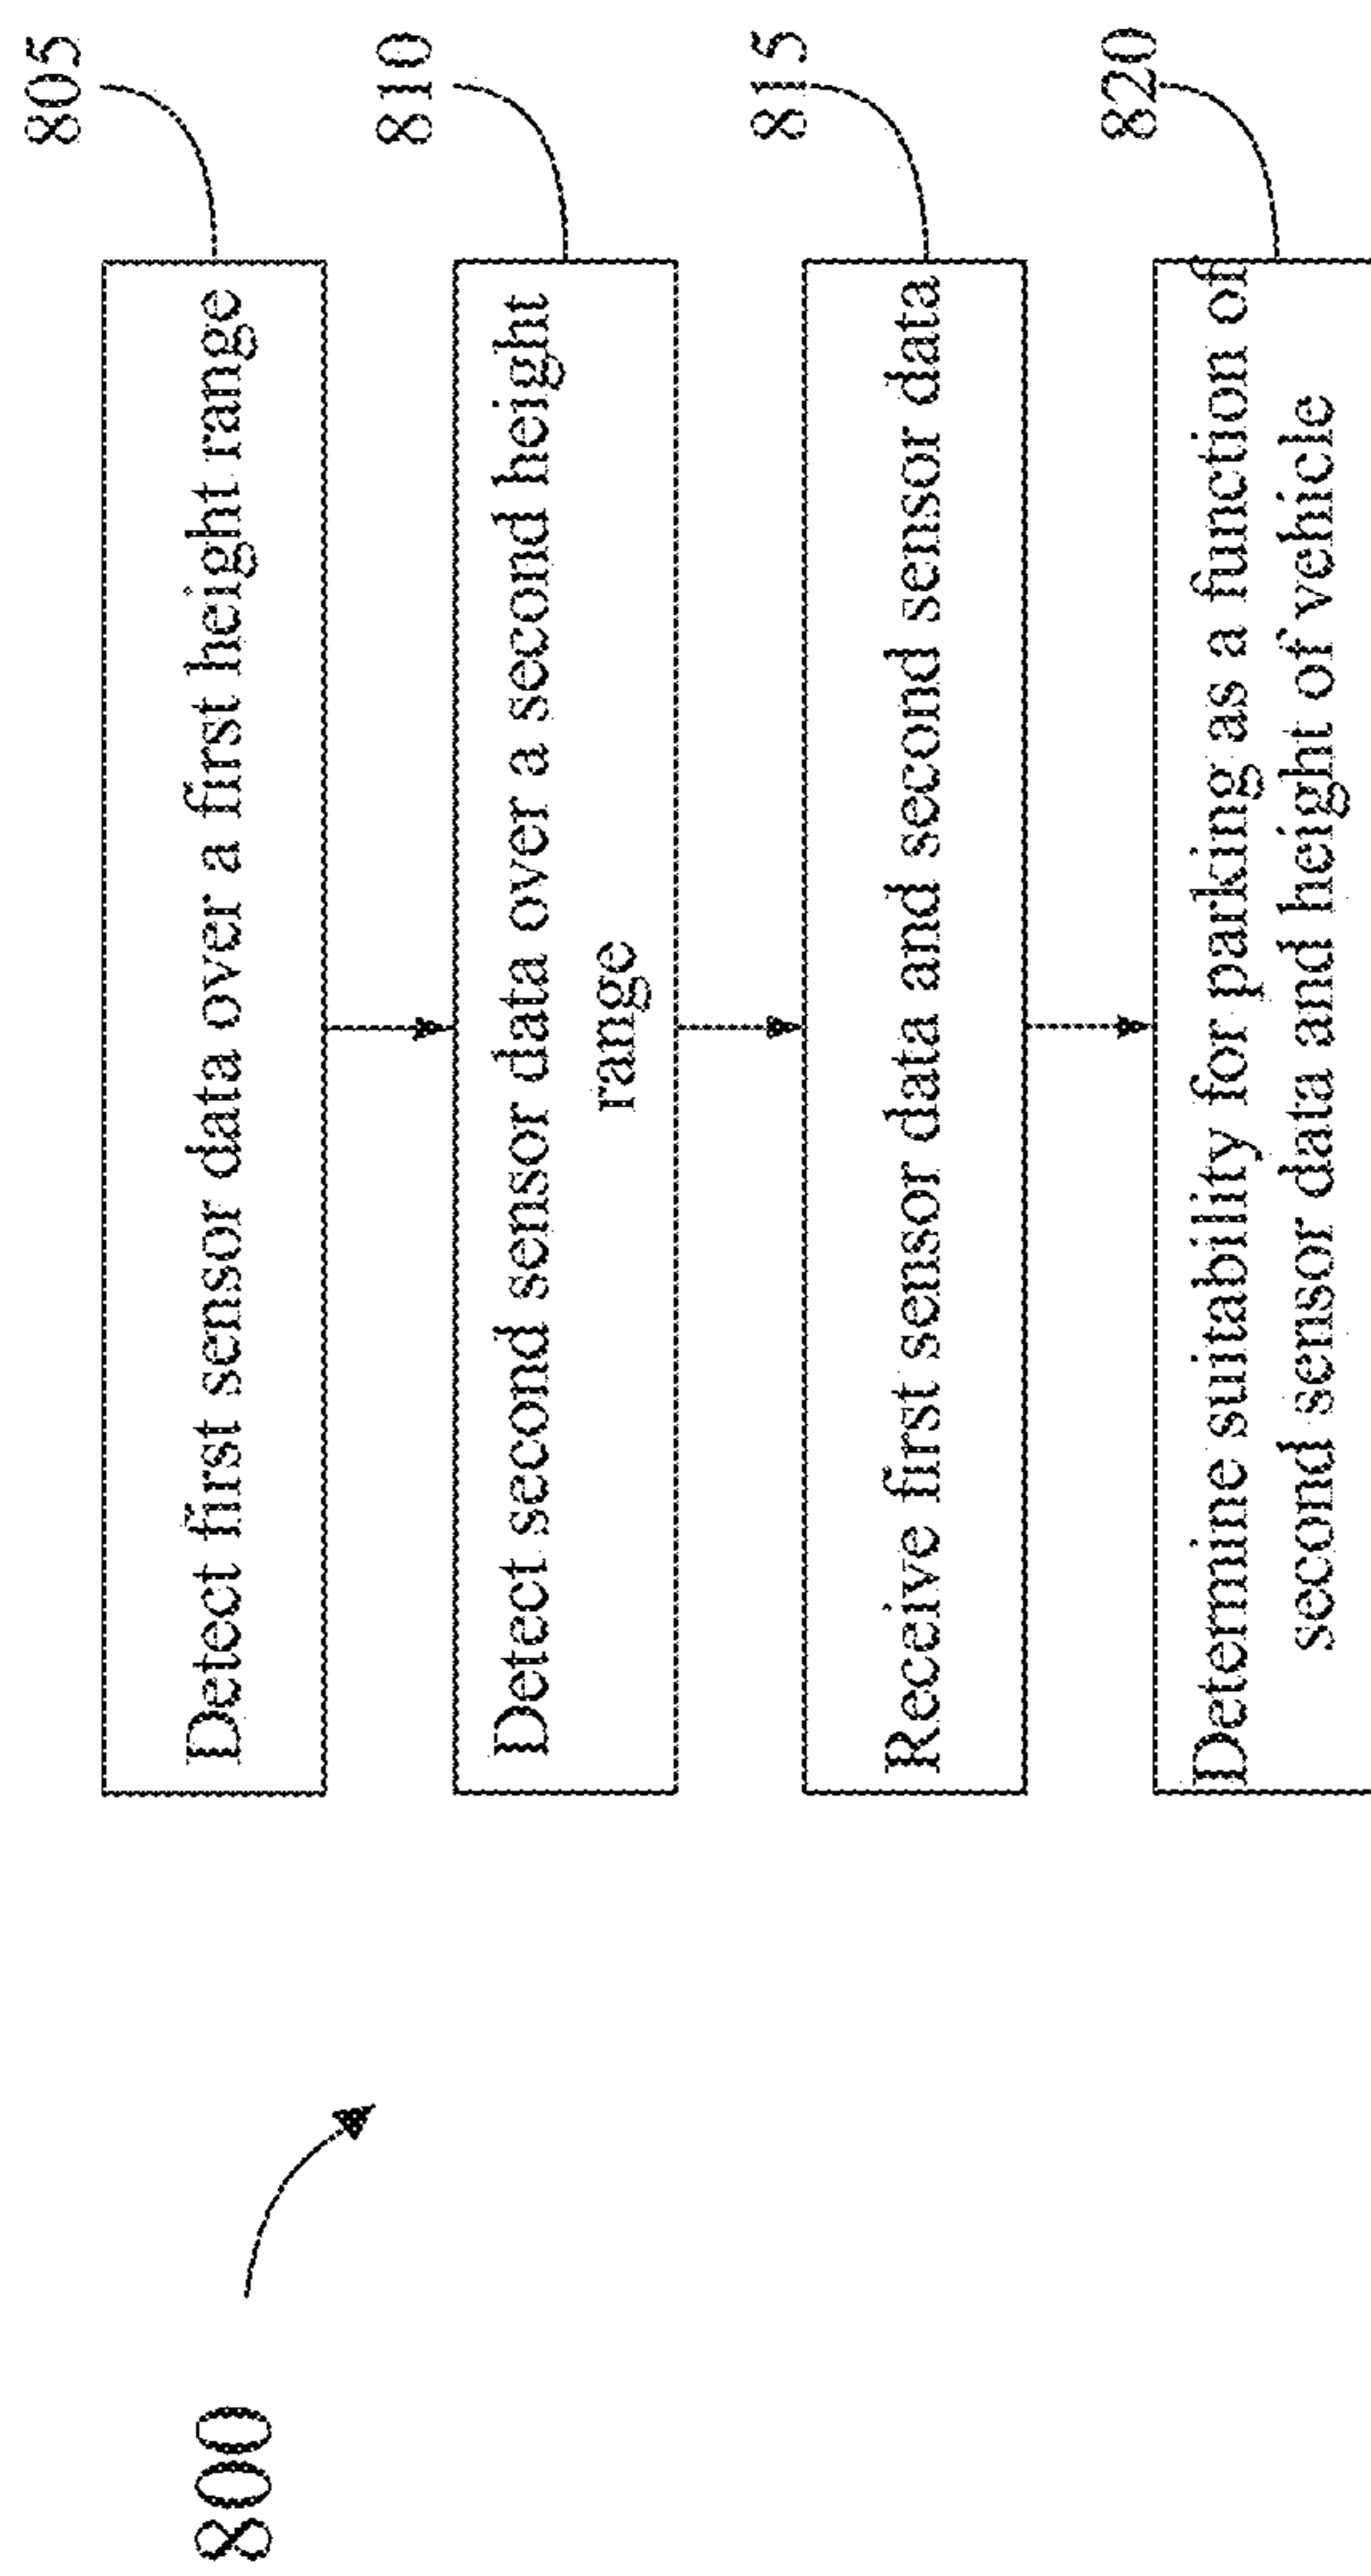 800
805
Detect first sensor data over a first height range
810
Detect second sensor data over a second height
range
815
Receive first sensor data and second sensor data
820
Determine suitability for parking as a function of
second sensor data and height of vehicle